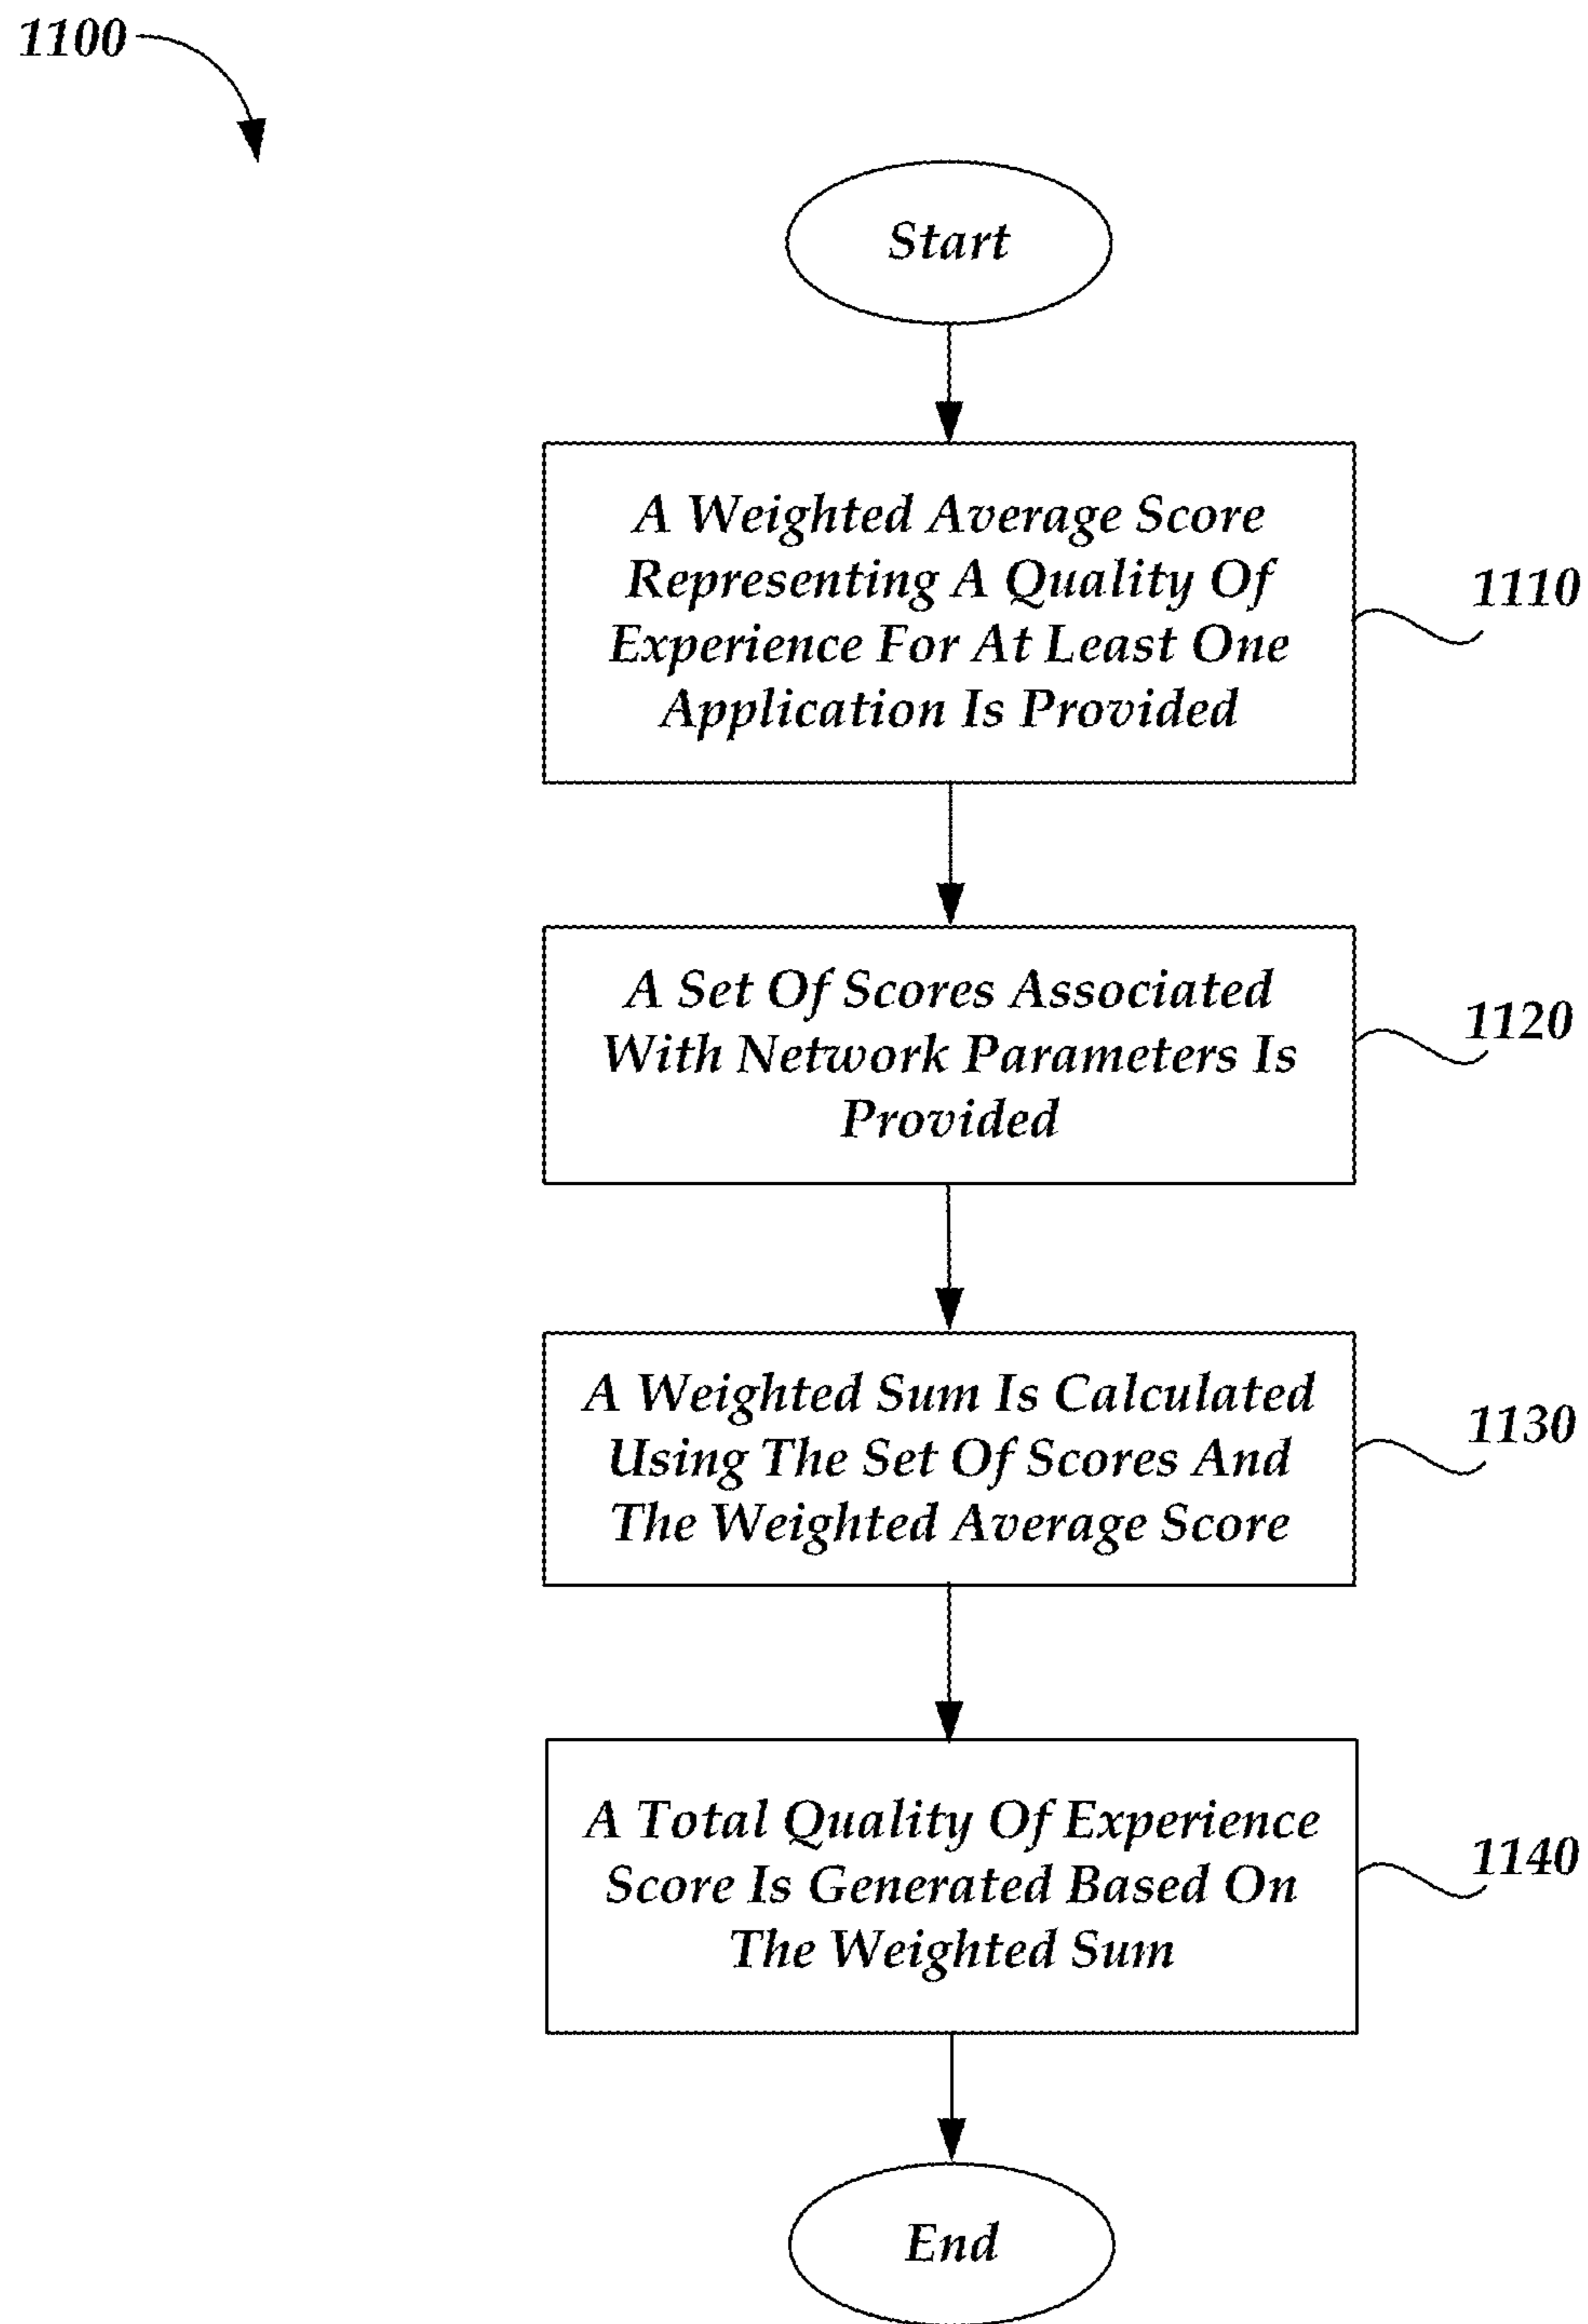 1100
Start
A Weighted Average Score
Representing A Quality Of
Experience For At Least One
Application Is Provided
1110
A Set Of Scores Associated
With Network Parameters Is
Provided
1120
A Weighted Sum Is Calculated
Using The Set Of Scores And
The Weighted Average Score
1130
A Total Quality Of Experience
Score Is Generated Based On
The Weighted Sum
1140
End